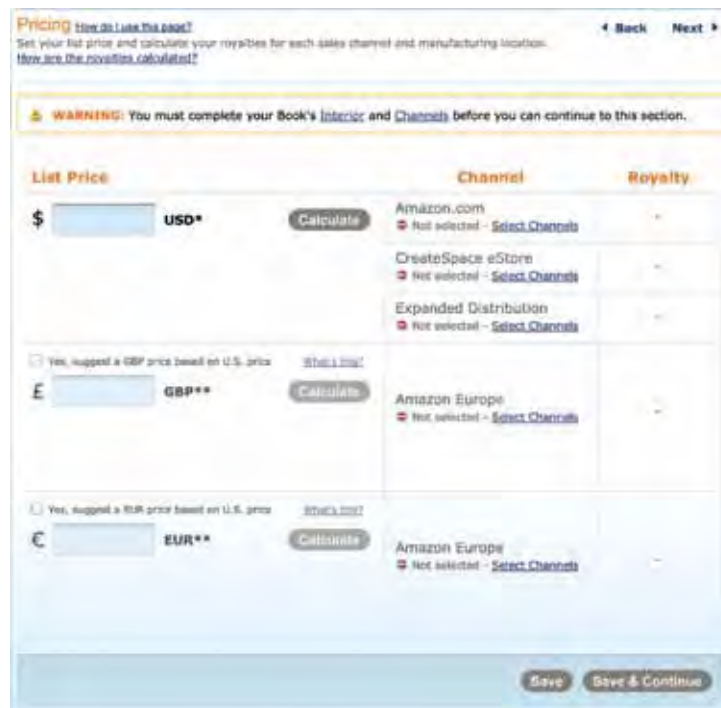 Pricing How do I use this page?
Back Next
Set your list price and calculate your royalties for each sales channel and manufacturing location.
How are the royalties calculated?
WARNING: You must complete your Book's Interior and Channels before you can continue to this section.
List Price Channel Royalty
$ USD* Calculate
Amazon.com -
Not selected - Select Channels
CreateSpace eStore -
Not selected - Select Channels
Expanded Distribution -
Not selected - Select Channels
Yes, suggest a GBP price based on U.S. price What's this?
£ GBP** Calculate
Amazon Europe -
Not selected - Select Channels
Yes, suggest a EUR price based on U.S. price What's this?
€ EUR** Calculate
Amazon Europe -
Not selected - Select Channels
Save Save & Continue